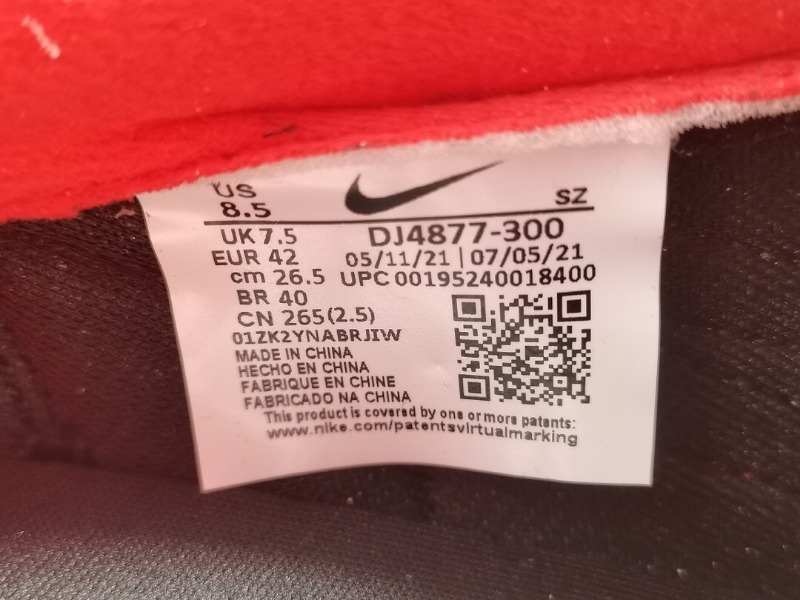 US SZ
8.5
UK 7.5 DJ4877-300
EUR 42 05/11/21 | 07/05/21
cm 26.5 UPC 00195240018400
BR 40
CN 265(2.5)
01ZK2YNABRJIW
MADE IN CHINA
HECHO EN CHINA
FABRIQUE EN CHINE
FABRICADO NA CHINA
This product is covered by one or more patents:
www.nike.com/patentsvirtualmarking